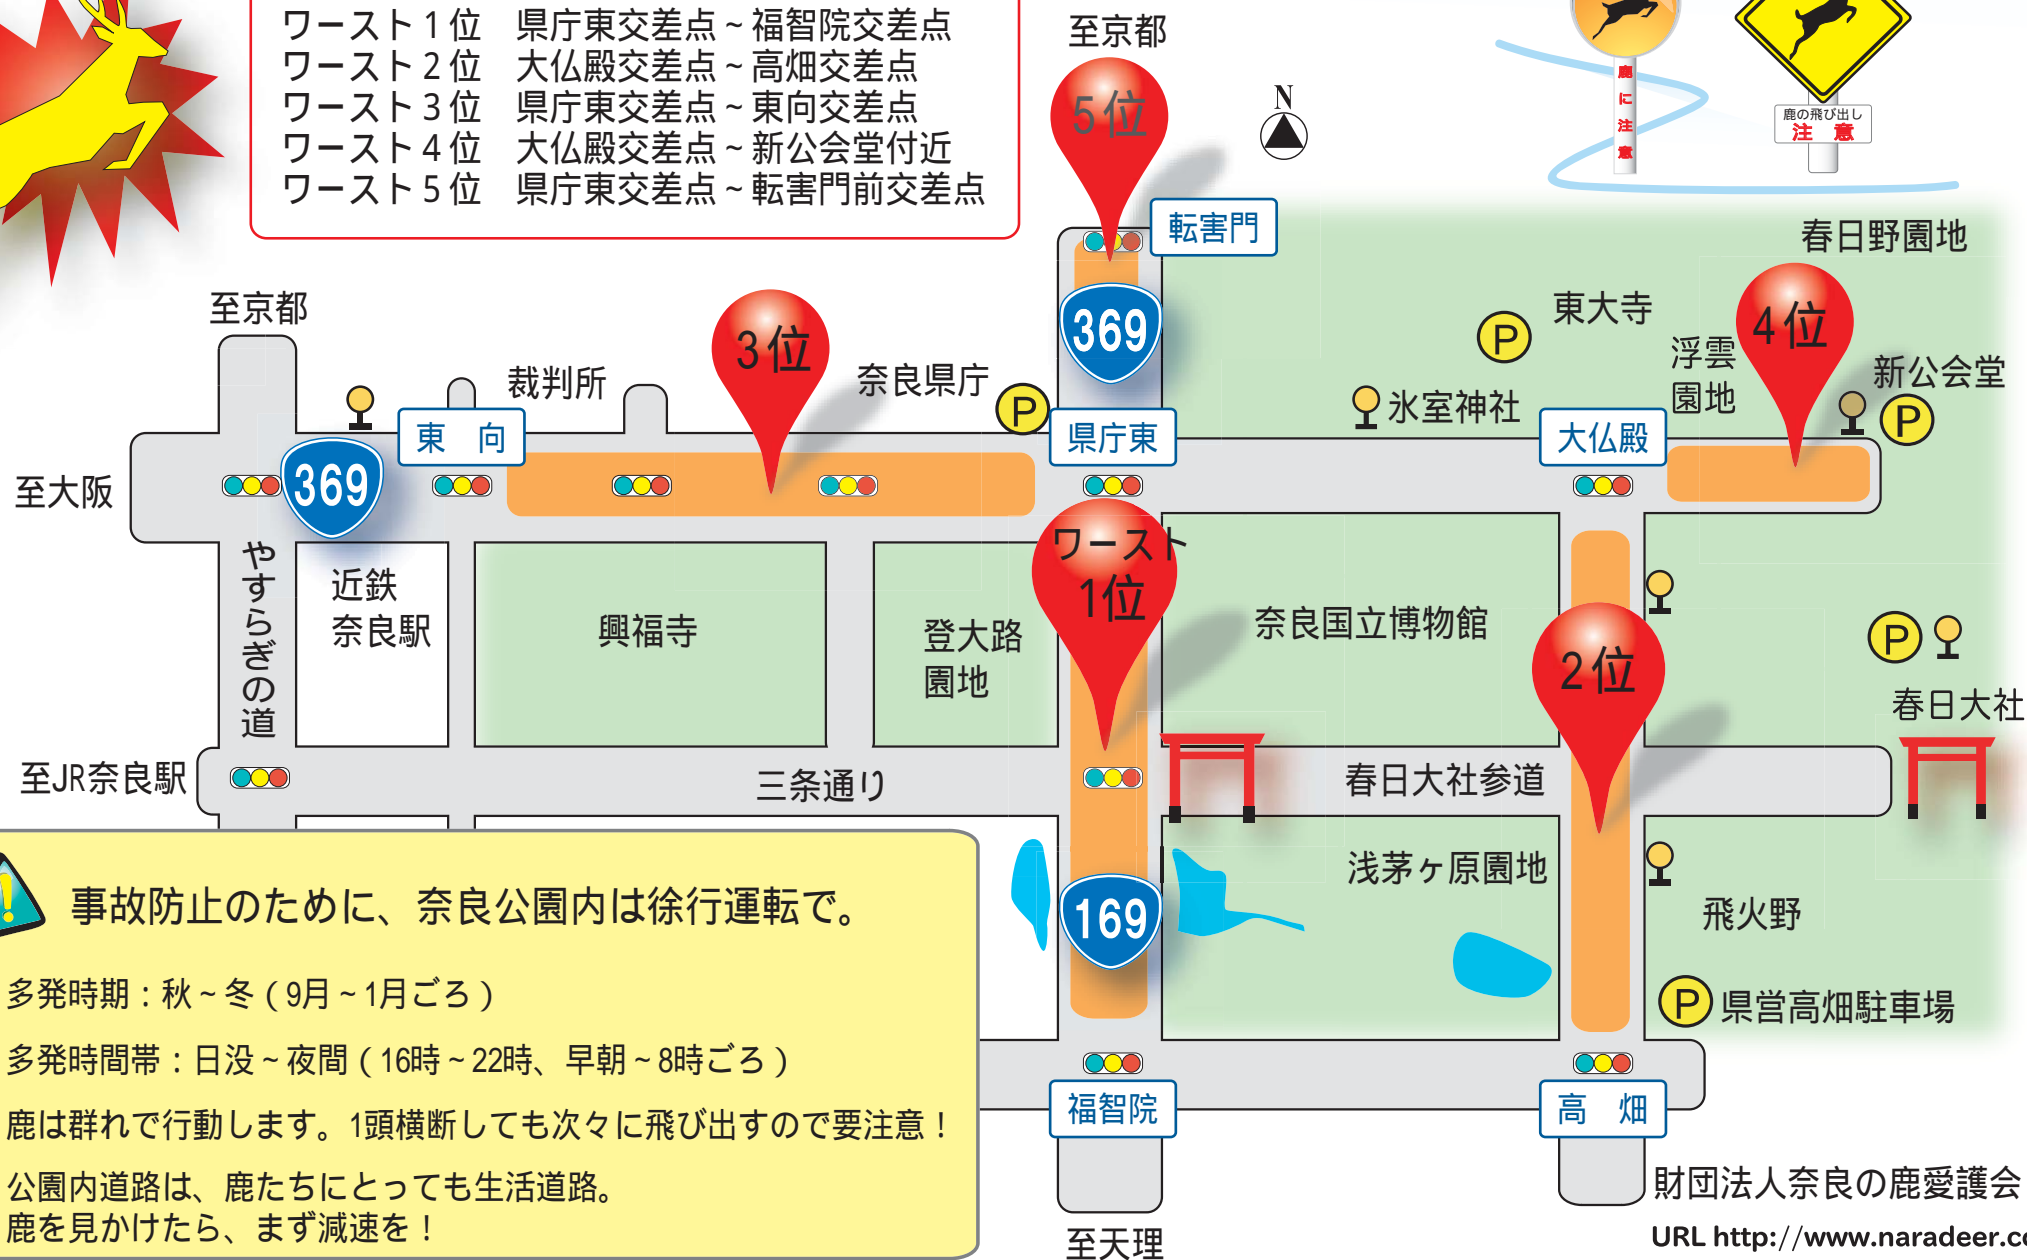 ワースト1位　県庁東交差点~福智院交差点
ワースト2位　大仏殿交差点~高畑交差点
ワースト3位　県庁東交差点~東向交差点
ワースト4位　大仏殿交差点~新公会堂付近
ワースト5位　県庁東交差点~転害門前交差点
至京都
5位
N
鹿に注意
鹿の飛び出し
注　意
転害門
369
春日野園地
東大寺
P
浮雲
園地
4位
新公会堂
P
至京都
3位
裁判所
奈良県庁
P
氷室神社
東　向
県庁東
大仏殿
至大阪
369
やすらぎの道
近鉄
奈良駅
興福寺
登大路
園地
ワースト
1位
奈良国立博物館
2位
P
春日大社
至JR奈良駅
三条通り
春日大社参道
浅茅ヶ原園地
169
飛火野
P
県営高畑駐車場
福智院
高　畑
至天理
!
事故防止のために、奈良公園内は徐行運転で。
多発時期：秋~冬（9月~1月ごろ）
多発時間帯：日没~夜間（16時~22時、早朝~8時ごろ）
鹿は群れで行動します。1頭横断しても次々に飛び出すので要注意！
公園内道路は、鹿たちにとっても生活道路。
鹿を見かけたら、まず減速を！
財団法人奈良の鹿愛護会
URL http://www.naradeer.c